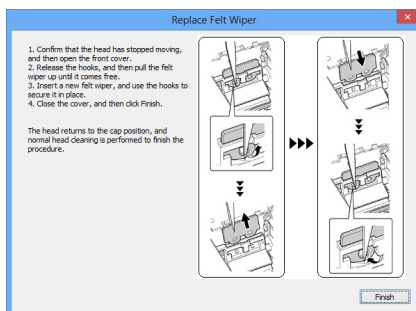 Replace Felt Wiper
1. Confirm that the head has stopped moving,
and then open the front cover.
2. Release the hooks, and then pull the felt
wiper up until it comes free.
3. Insert a new felt wiper, and use the hooks to
secure it in place.
4. Close the cover, and then click Finish.
The head returns to the cap position, and
normal head cleaning is performed to finish the
procedure.
Finish